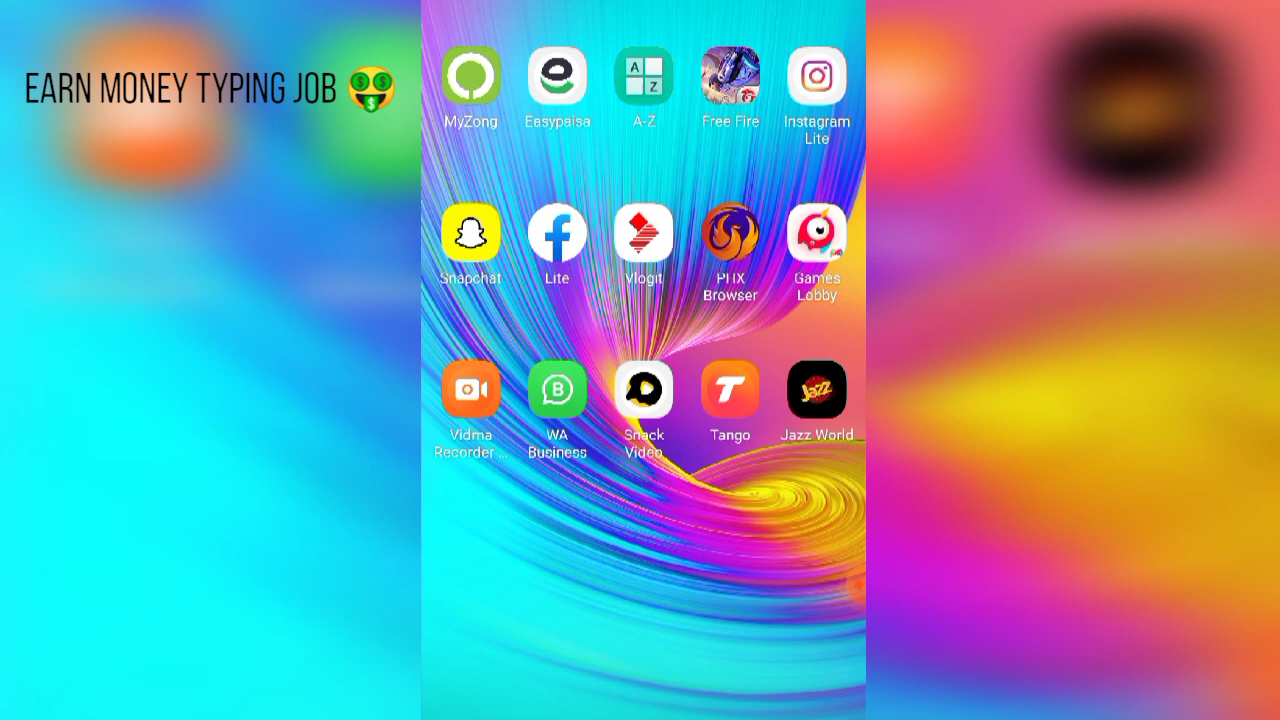 EARN MONEY TYPING JOB 🤑
MyZong
Easypaisa
A-Z
Free Fire
Instagram
Lite
A
Z
Snapchat
Lite
Vlogit
PHX
Browser
Games
Lobby
B
Jazz
Vidma
Recorder ...
WA
Business
Snack
Video
Tango
Jazz World